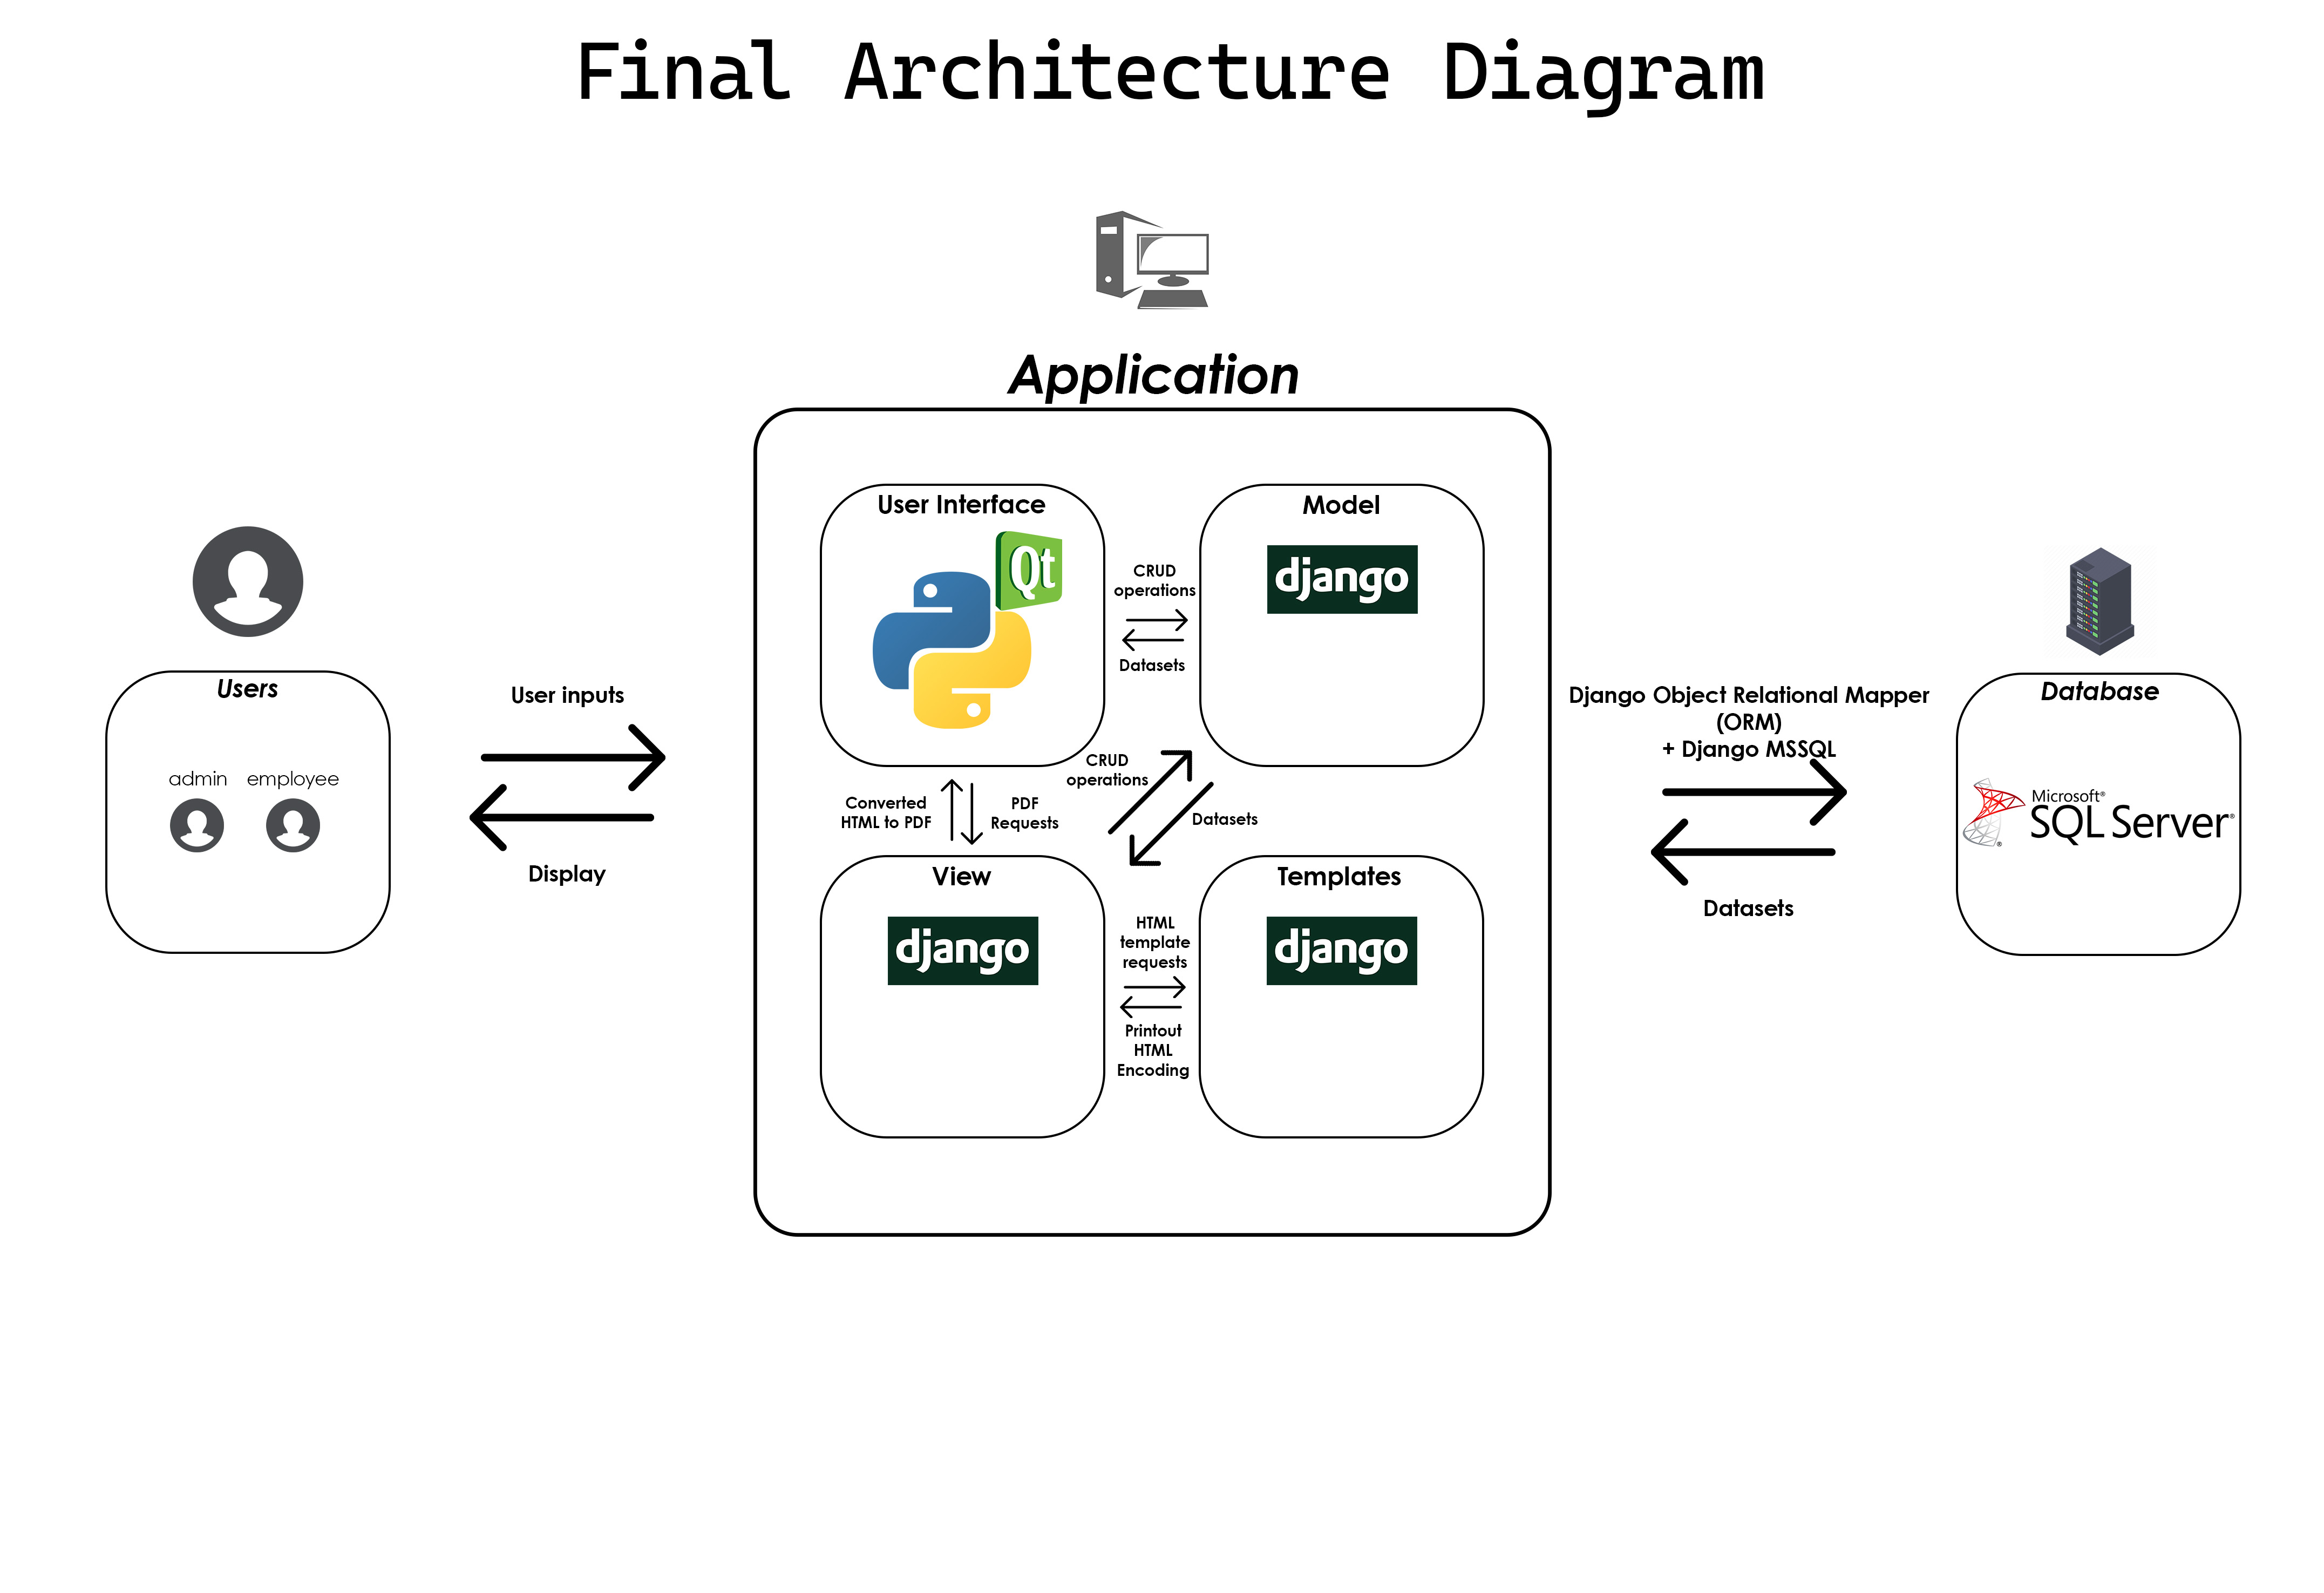 Final Architecture Diagram
Application
User Interface
Qt
Model
django
CRUD
operations
Datasets
Users
admin employee
User inputs
Display
Django Object Relational Mapper
(ORM)
+ Django MSSQL
Datasets
Database
Microsoft®
SQL Server®
®
CRUD
operations
Datasets
Converted
HTML to PDF
PDF
Requests
View
django
Templates
django
HTML
template
requests
Printout
HTML
Encoding